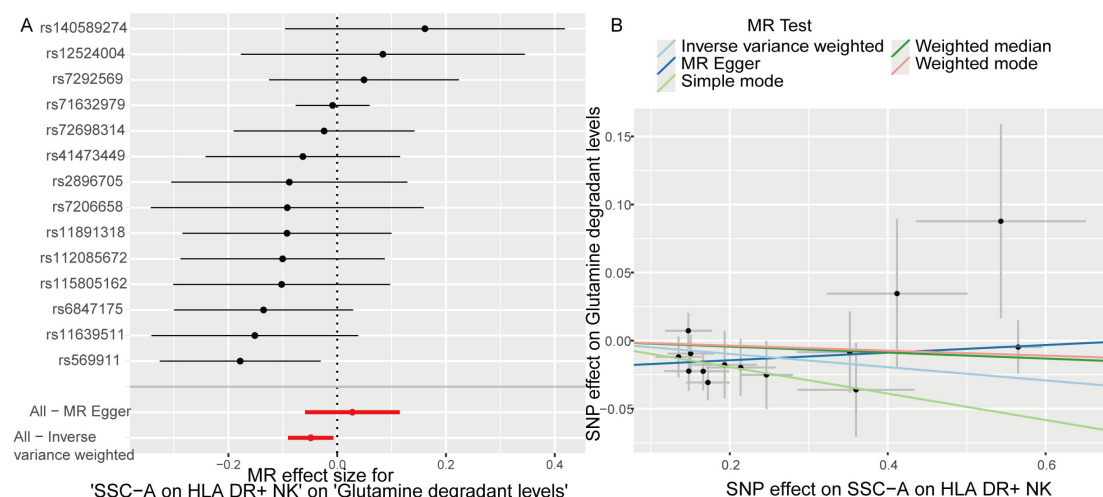 A
rs140589274
rs12524004
rs7292569
rs71632979
rs72698314
rs41473449
rs2896705
rs7206658
rs11891318
rs112085672
rs115805162
rs6847175
rs11639511
rs569911
All − MR Egger
All − Inverse
variance weighted
−0.2 0.0 0.2 0.4
MR effect size for
'SSC−A on HLA DR+ NK' on 'Glutamine degradant levels'
B
MR Test
Inverse variance weighted
MR Egger
Simple mode
Weighted median
Weighted mode
SNP effect on Glutamine degradant levels
0.15
0.10
0.05
0.00
−0.05
0.2 0.4 0.6
SNP effect on SSC−A on HLA DR+ NK